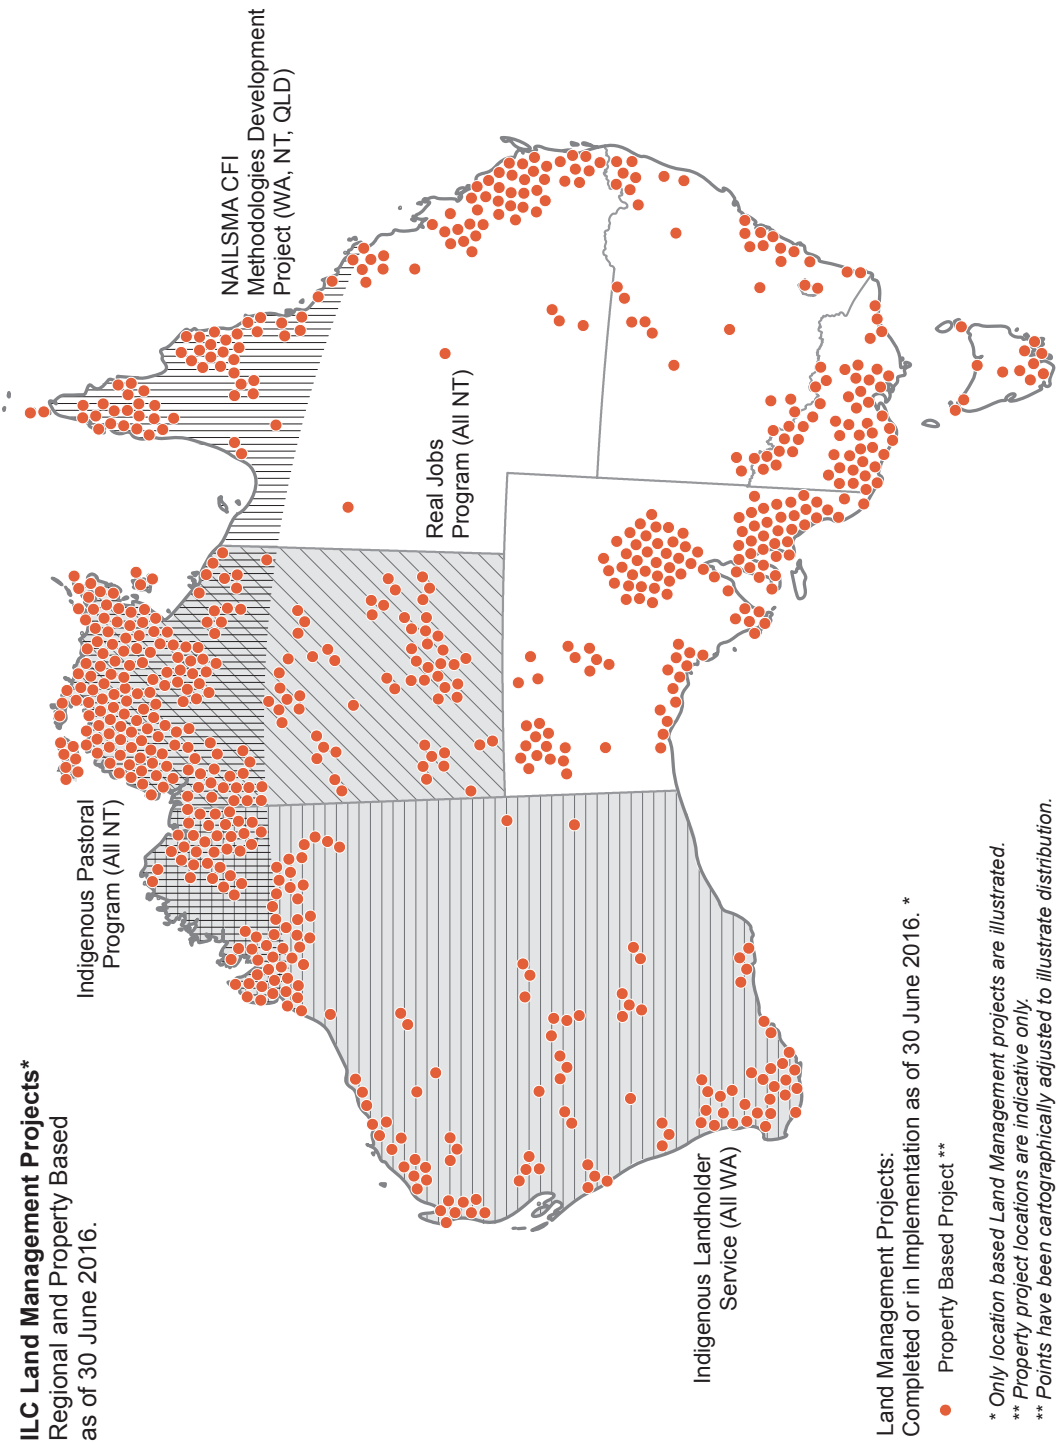 ILC Land Management Projects*
Regional and Property Based
as of 30 June 2016.
Indigenous Pastoral
Program (All NT)
NAILSMA CFI
Methodologies Development
Project (WA, NT, QLD)
Real Jobs
Program (All NT)
Indigenous Landholder
Service (All WA)
Land Management Projects:
Completed or in Implementation as of 30 June 2016. *
Property Based Project **
* Only location based Land Management projects are illustrated.
** Property project locations are indicative only.
** Points have been cartographically adjusted to illustrate distribution.